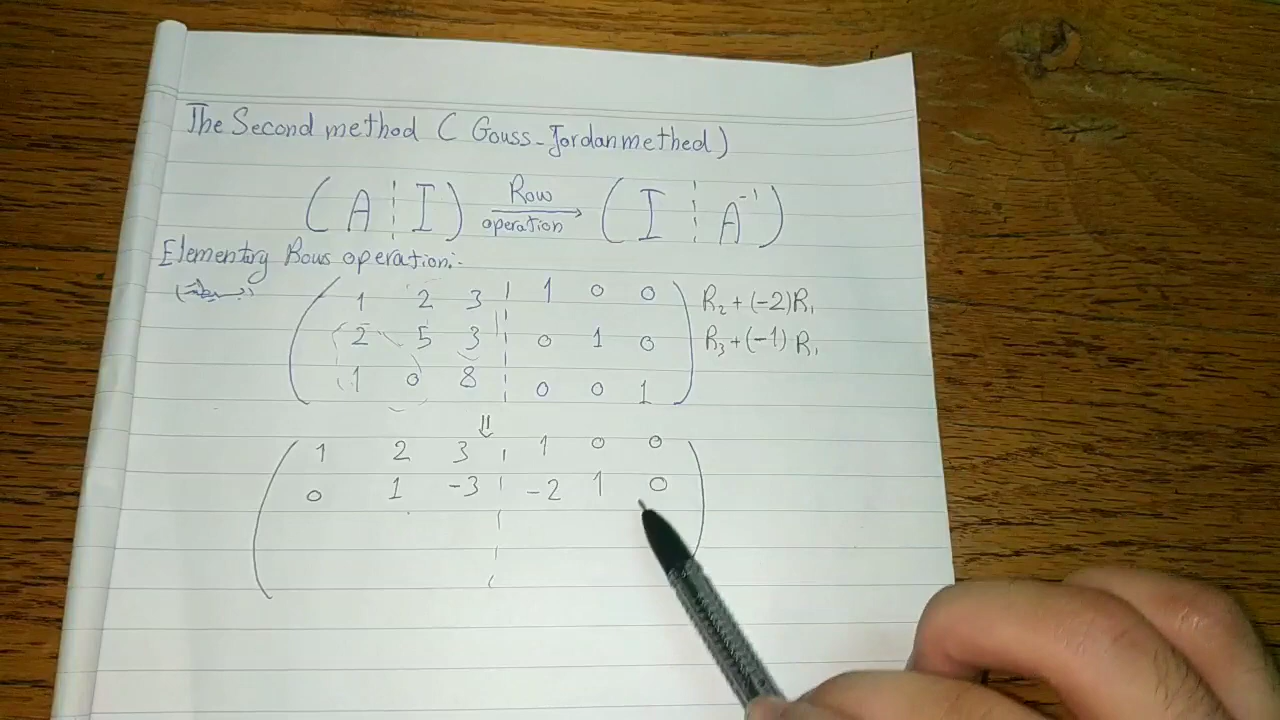 The Second method ( Gouss-Jordan methed )
( A ¦ I ) Row operation → ( I ¦ A⁻¹ )
Elementry Rows operation:-
1 2 3 ¦ 1 0 0 R₂ + (-2) R₁
2 5 3 ¦ 0 1 0 R₃ + (-1) R₁
1 0 8 ¦ 0 0 1
⇓
1 2 3 ¦ 1 0 0
0 1 -3 ¦ -2 1 0